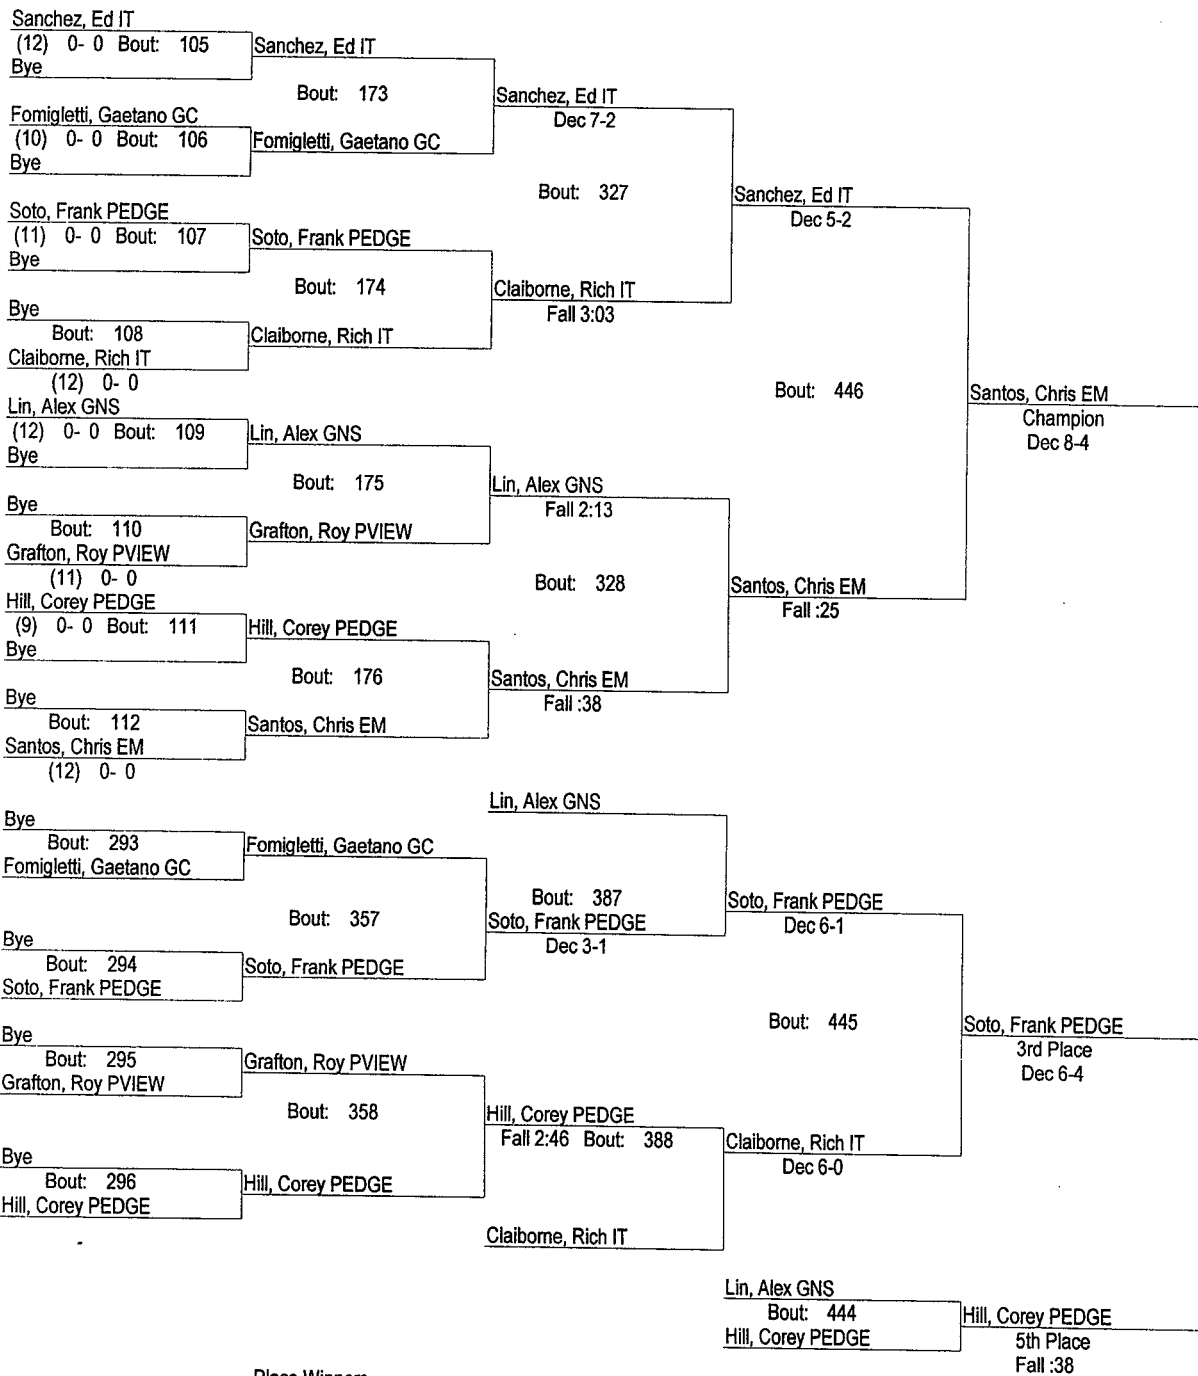 Sanchez, Ed IT
(12) 0- 0 Bout: 105
Bye
Sanchez, Ed IT
Bout: 173
Fomigletti, Gaetano GC
(10) 0- 0 Bout: 106
Bye
Fomigletti, Gaetano GC
Sanchez, Ed IT
Dec 7-2
Bout: 327
Soto, Frank PEDGE
(11) 0- 0 Bout: 107
Bye
Soto, Frank PEDGE
Bout: 174
Bye
Bout: 108
Claiborne, Rich IT
(12) 0- 0
Claiborne, Rich IT
Claiborne, Rich IT
Fall 3:03
Sanchez, Ed IT
Dec 5-2
Bout: 446
Lin, Alex GNS
(12) 0- 0 Bout: 109
Bye
Lin, Alex GNS
Bout: 175
Bye
Bout: 110
Grafton, Roy PVIEW
(11) 0- 0
Grafton, Roy PVIEW
Lin, Alex GNS
Fall 2:13
Bout: 328
Hill, Corey PEDGE
(9) 0- 0 Bout: 111
Bye
Hill, Corey PEDGE
Bout: 176
Bye
Bout: 112
Santos, Chris EM
(12) 0- 0
Santos, Chris EM
Santos, Chris EM
Fall :38
Santos, Chris EM
Fall :25
Santos, Chris EM
Champion
Dec 8-4
Lin, Alex GNS
Bye
Bout: 293
Fomigletti, Gaetano GC
Fomigletti, Gaetano GC
Bout: 357
Bye
Bout: 294
Soto, Frank PEDGE
Soto, Frank PEDGE
Bout: 387
Soto, Frank PEDGE
Dec 3-1
Soto, Frank PEDGE
Dec 6-1
Bout: 445
Bye
Bout: 295
Grafton, Roy PVIEW
Grafton, Roy PVIEW
Bout: 358
Bye
Bout: 296
Hill, Corey PEDGE
Hill, Corey PEDGE
Hill, Corey PEDGE
Fall 2:46 Bout: 388
Claiborne, Rich IT
Claiborne, Rich IT
Dec 6-0
Soto, Frank PEDGE
3rd Place
Dec 6-4
Lin, Alex GNS
Bout: 444
Hill, Corey PEDGE
Hill, Corey PEDGE
5th Place
Fall :38